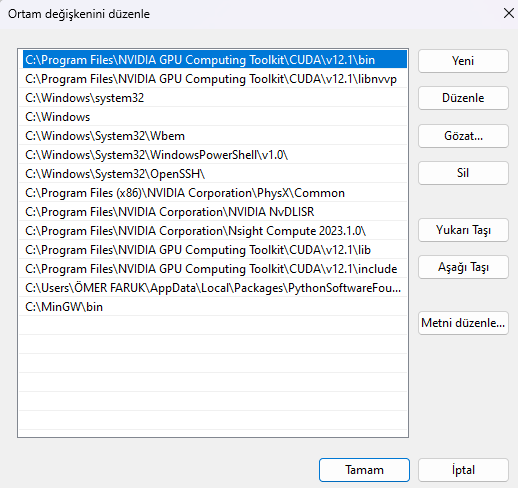 Ortam değişkenini düzenle
C:\Program Files\NVIDIA GPU Computing Toolkit\CUDA\v12.1\bin
C:\Program Files\NVIDIA GPU Computing Toolkit\CUDA\v12.1\libnvvp
C:\Windows\system32
C:\Windows
C:\Windows\System32\Wbem
C:\Windows\System32\WindowsPowerShell\v1.0\
C:\Windows\System32\OpenSSH\
C:\Program Files (x86)\NVIDIA Corporation\PhysX\Common
C:\Program Files\NVIDIA Corporation\NVIDIA NvDLISR
C:\Program Files\NVIDIA Corporation\Nsight Compute 2023.1.0\
C:\Program Files\NVIDIA GPU Computing Toolkit\CUDA\v12.1\lib
C:\Program Files\NVIDIA GPU Computing Toolkit\CUDA\v12.1\include
C:\Users\ÖMER FARUK\AppData\Local\Packages\PythonSoftwareFou...
C:\MinGW\bin
Yeni
Düzenle
Gözat...
Sil
Yukarı Taşı
Aşağı Taşı
Metni düzenle...
Tamam
İptal